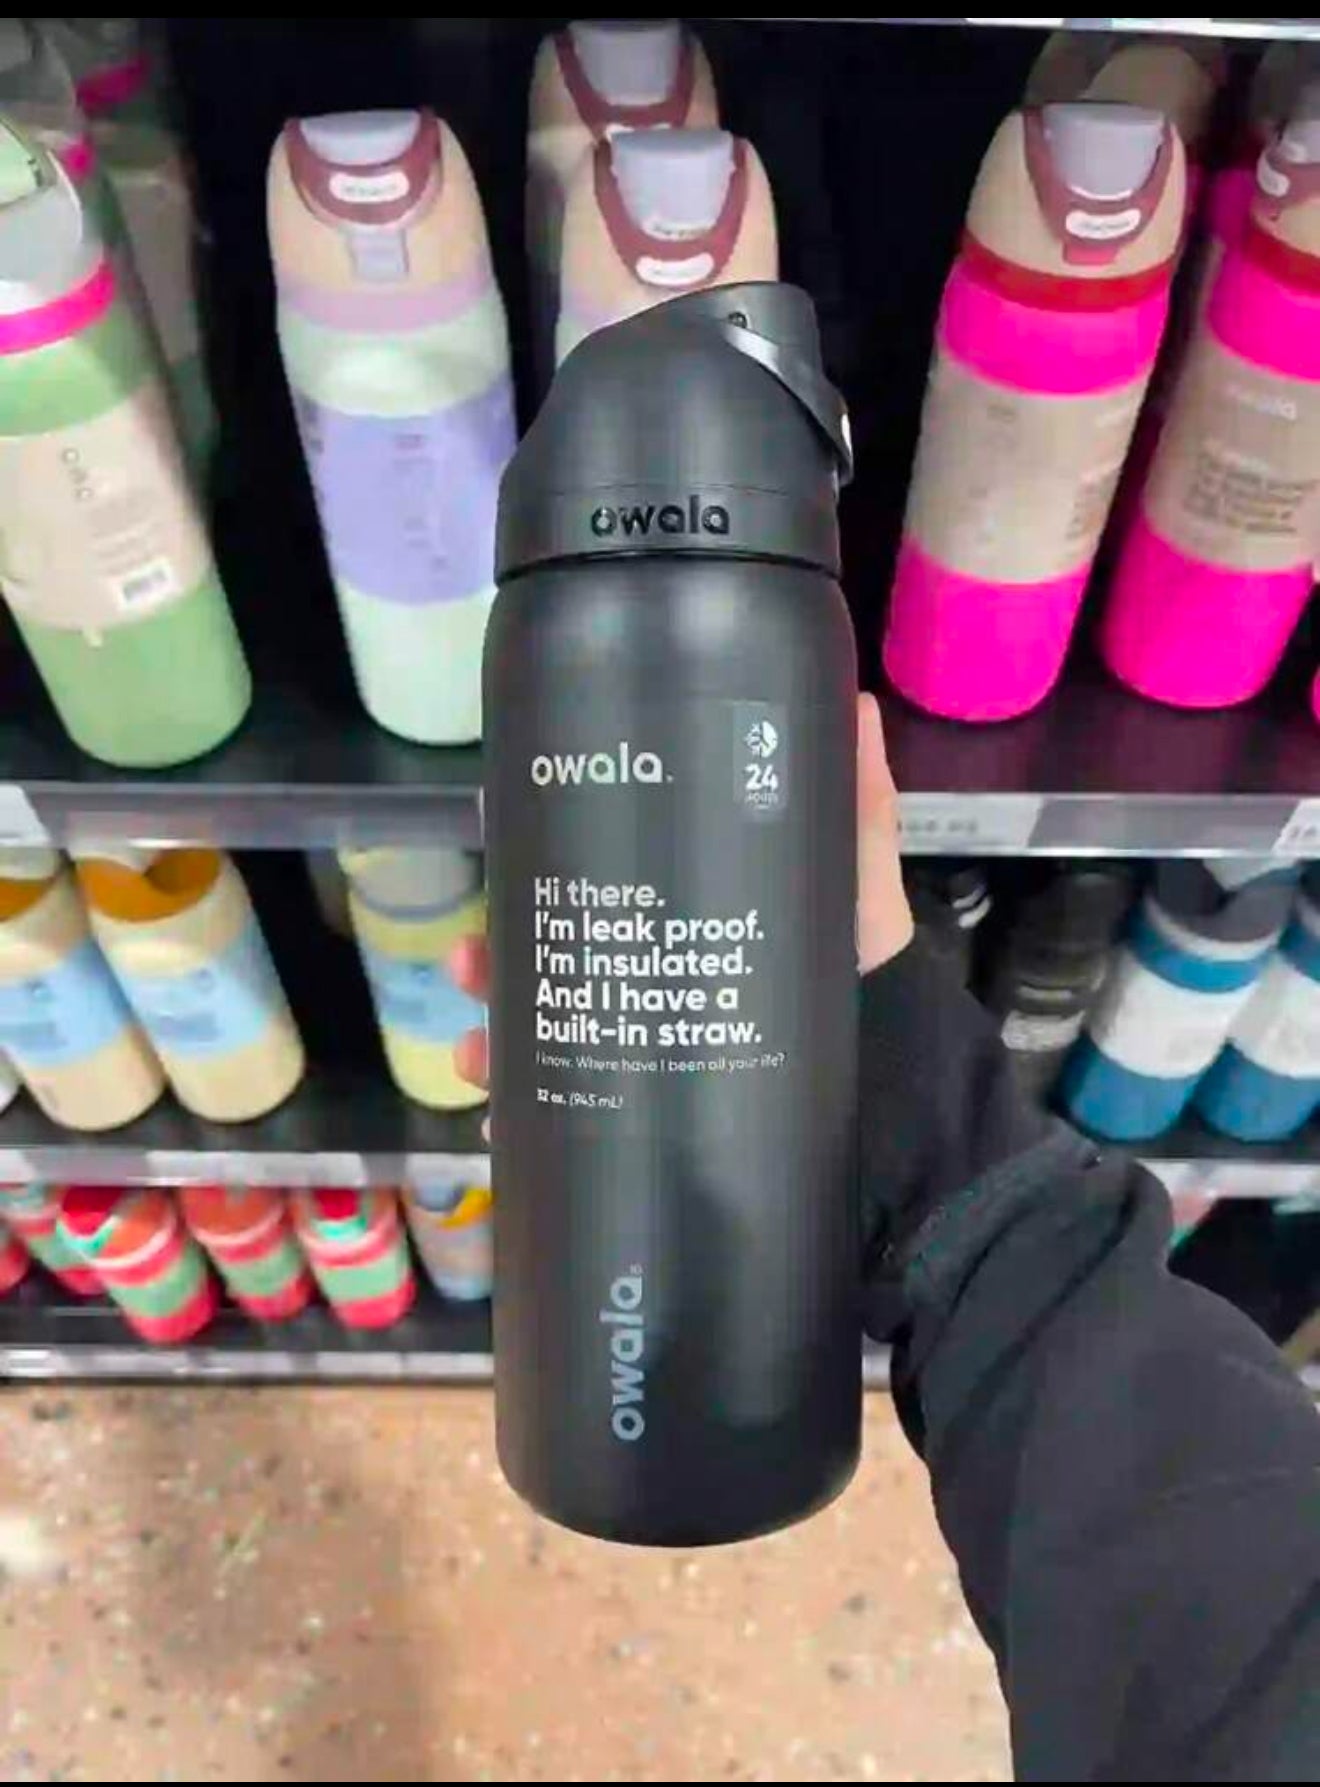 owala
owala.
24
Hi there.
I'm leak proof.
I'm insulated.
And I have a
built-in straw.
I know. Where have I been all your life?
32 oz. (945 mL)
owala®